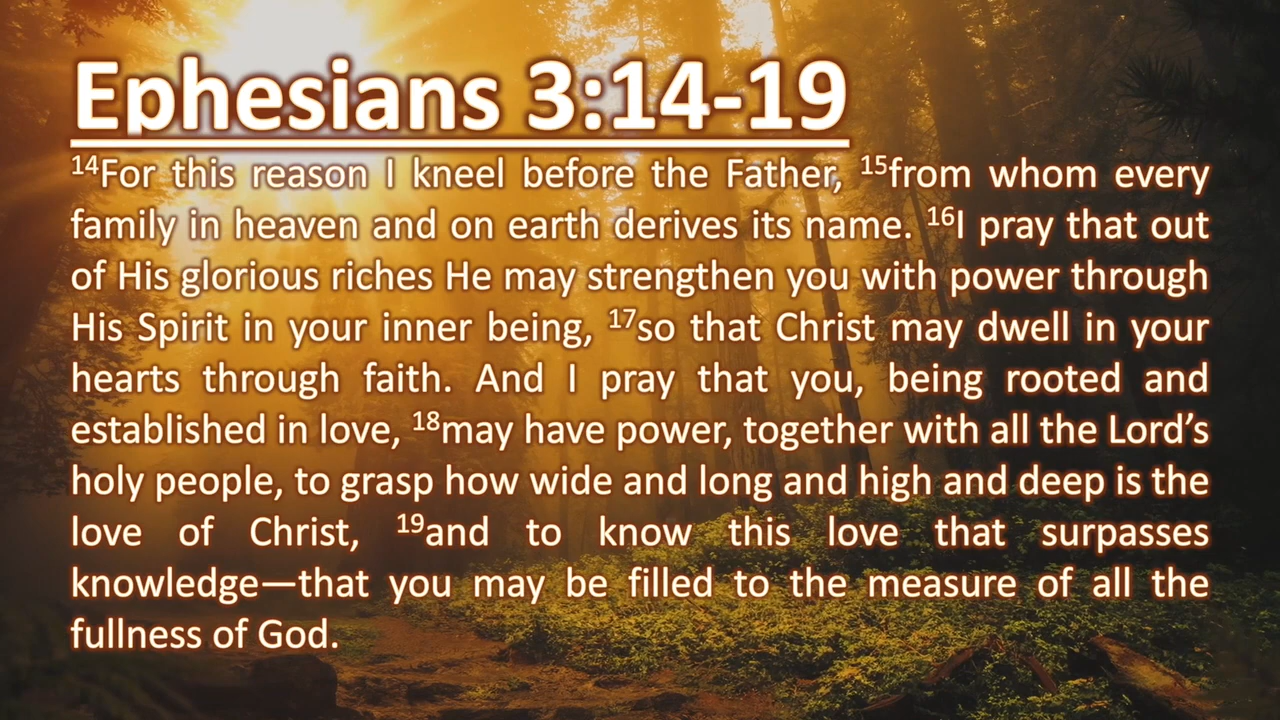 Ephesians 3:14-19
¹⁴For this reason I kneel before the Father, ¹⁵from whom every
family in heaven and on earth derives its name. ¹⁶I pray that out
of His glorious riches He may strengthen you with power through
His Spirit in your inner being, ¹⁷so that Christ may dwell in your
hearts through faith. And I pray that you, being rooted and
established in love, ¹⁸may have power, together with all the Lord’s
holy people, to grasp how wide and long and high and deep is the
love of Christ, ¹⁹and to know this love that surpasses
knowledge—that you may be filled to the measure of all the
fullness of God.